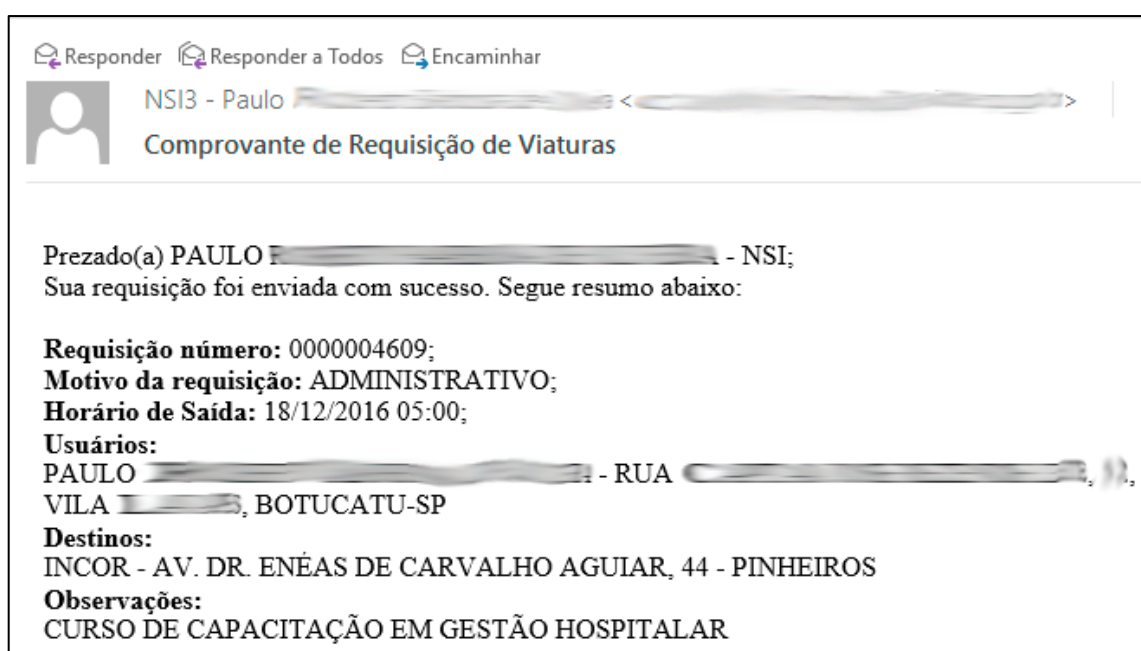 Responder Responder a Todos Encaminhar
NSI3 - Paulo < >
Comprovante de Requisição de Viaturas
Prezado(a) PAULO - NSI;
Sua requisição foi enviada com sucesso. Segue resumo abaixo:
Requisição número: 0000004609;
Motivo da requisição: ADMINISTRATIVO;
Horário de Saída: 18/12/2016 05:00;
Usuários:
PAULO - RUA , ,
VILA , BOTUCATU-SP
Destinos:
INCOR - AV. DR. ENÉAS DE CARVALHO AGUIAR, 44 - PINHEIROS
Observações:
CURSO DE CAPACITAÇÃO EM GESTÃO HOSPITALAR